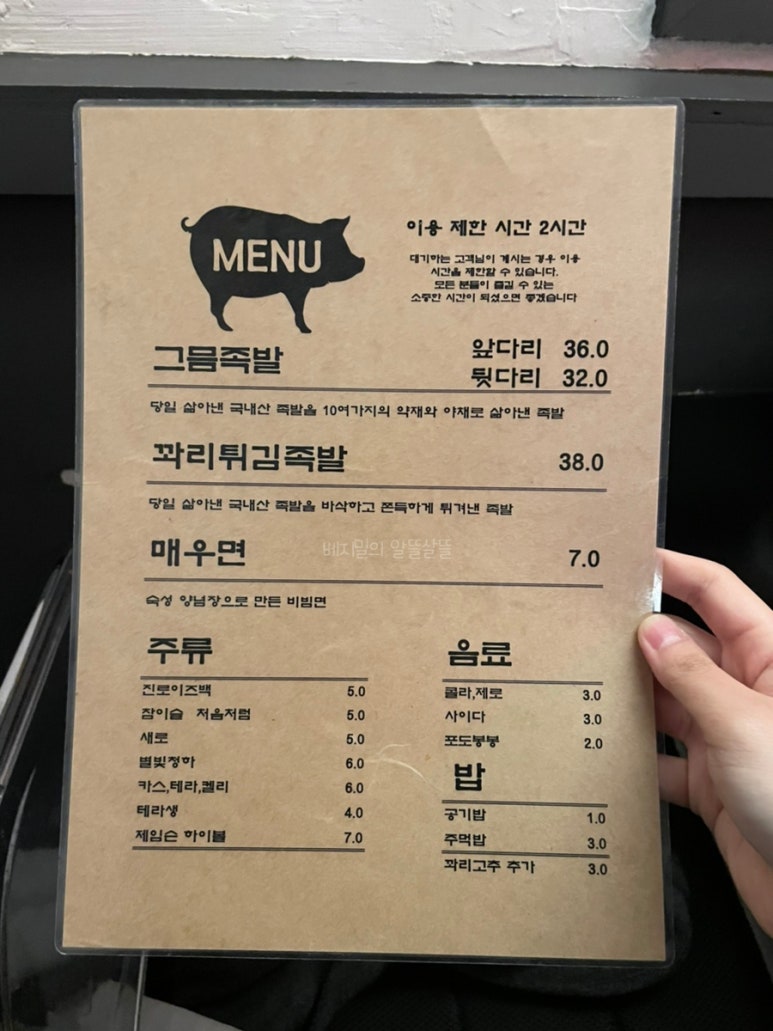 MENU
이용 제한 시간 2시간
대기하는 고객님이 계시는 경우 이용
시간을 제한할 수 있습니다.
모든 분들이 즐길 수 있는
소중한 시간이 되셨으면 좋겠습니다
그믐족발
앞다리 36.0
뒷다리 32.0
당일 삶아낸 국내산 족발을 10여가지의 약재와 야채로 삶아낸 족발
꽈리튀김족발 38.0
당일 삶아낸 국내산 족발을 바삭하고 쫀득하게 튀겨낸 족발
매우면 7.0
베지밀의 알뜰살뜰
숙성 양념장으로 만든 비빔면
주류
진로이즈백 5.0
참이슬 처음처럼 5.0
새로 5.0
별빛청하 6.0
카스,테라,켈리 6.0
테라생 4.0
제임슨 하이볼 7.0
음료
콜라,제로 3.0
사이다 3.0
포도봉봉 2.0
밥
공기밥 1.0
주먹밥 3.0
꽈리고추 추가 3.0